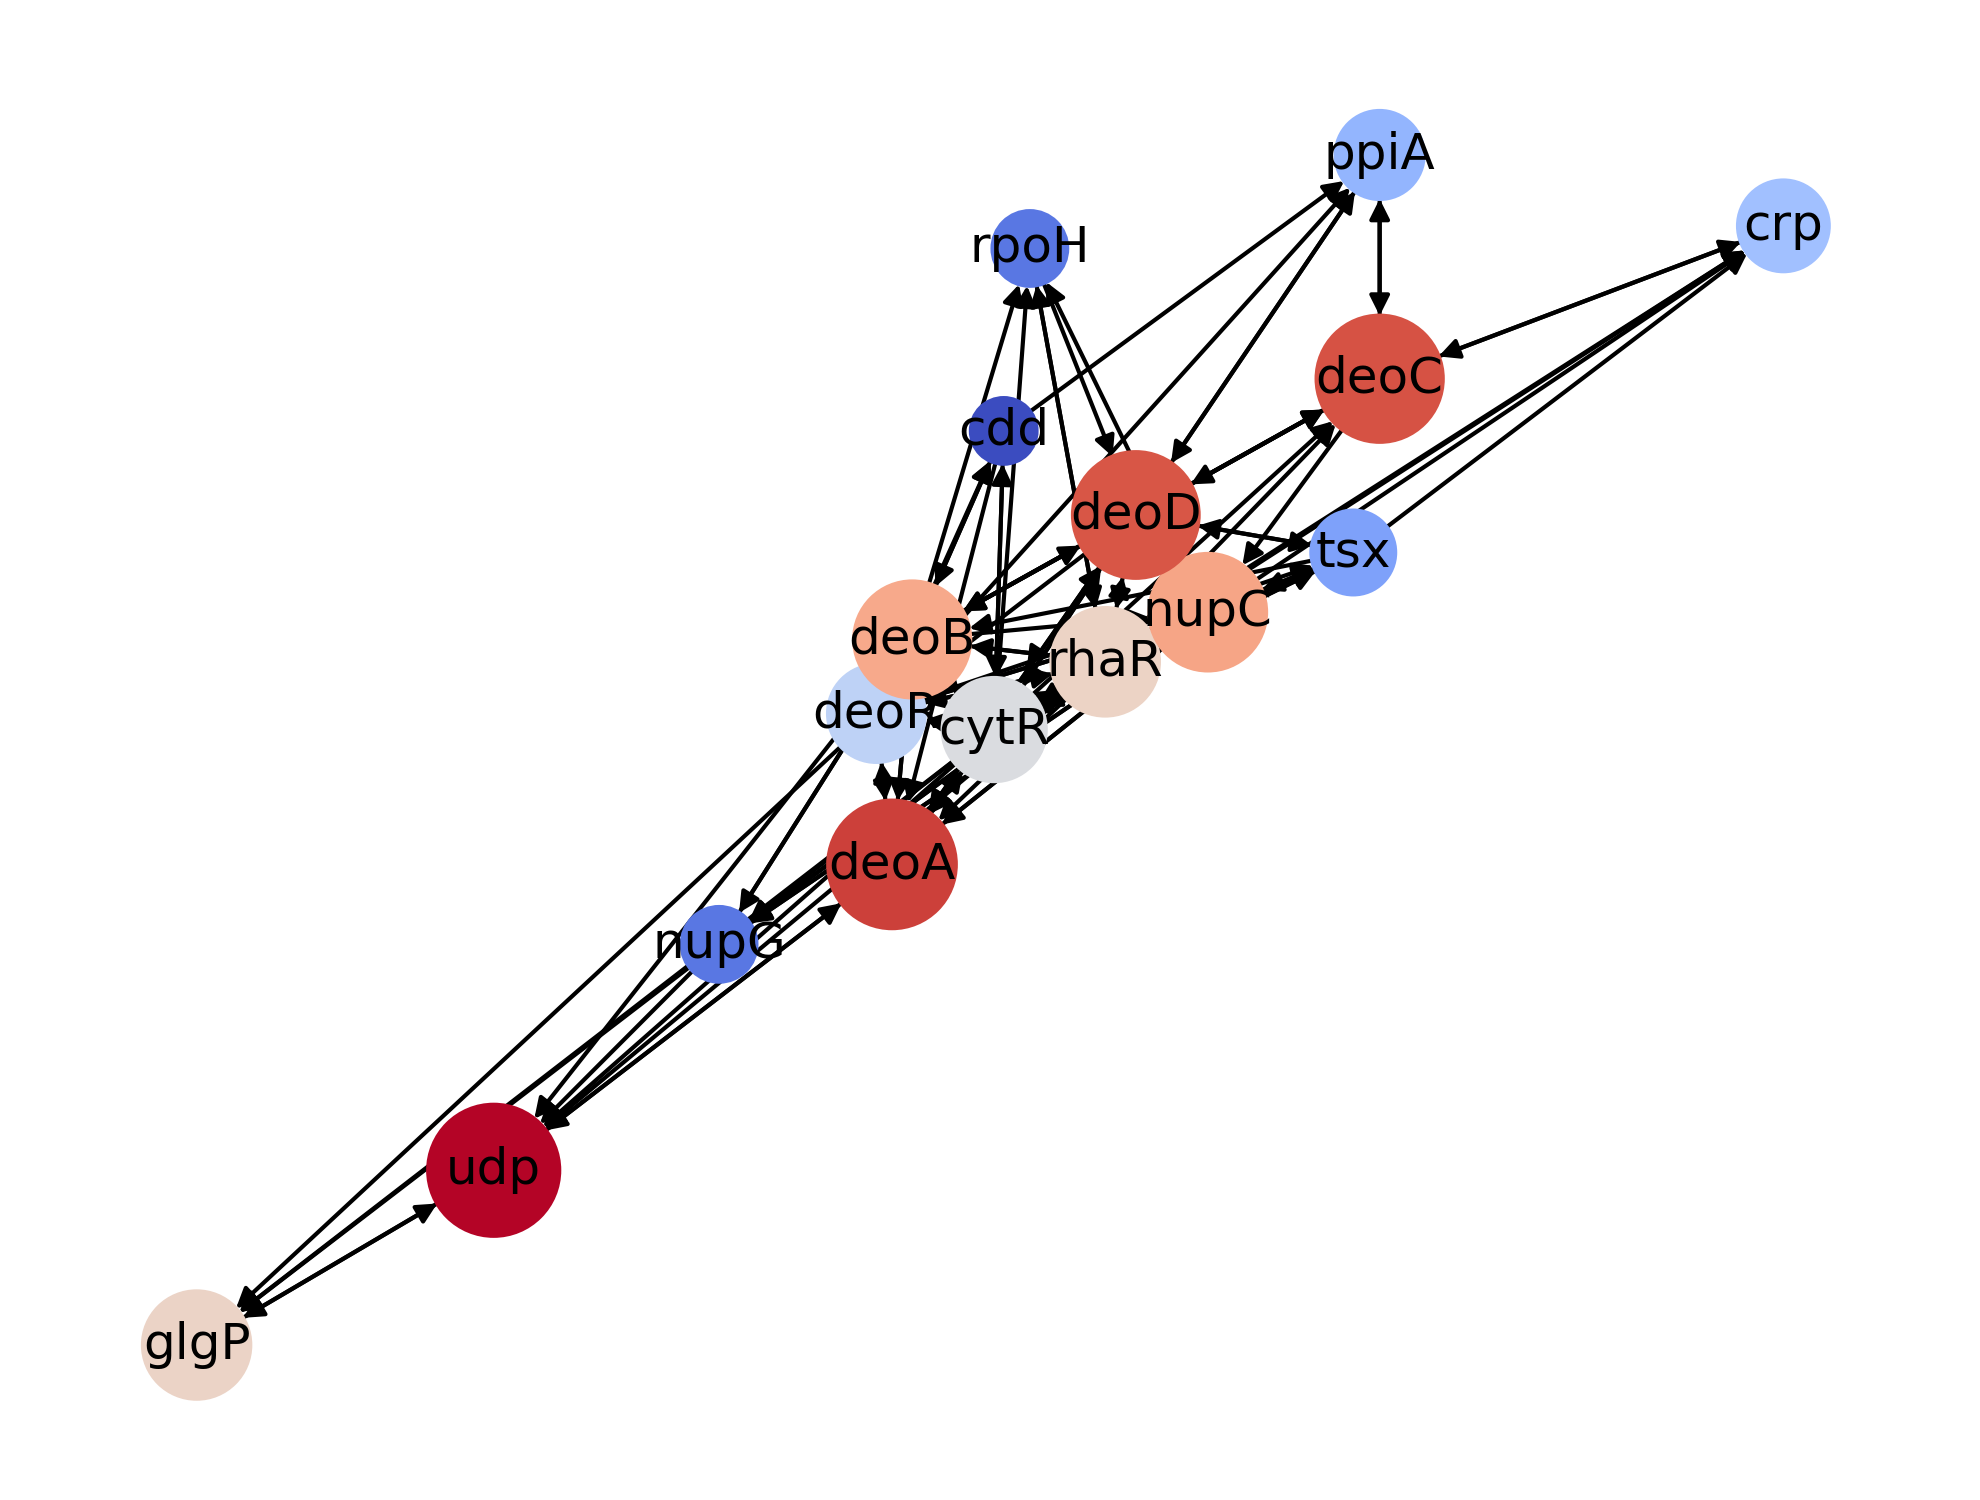 ppiA
crp
rpoH
deoC
cdd
deoD
tsx
nupC
deoB
rhaR
deoR
cytR
deoA
nupG
udp
glgP